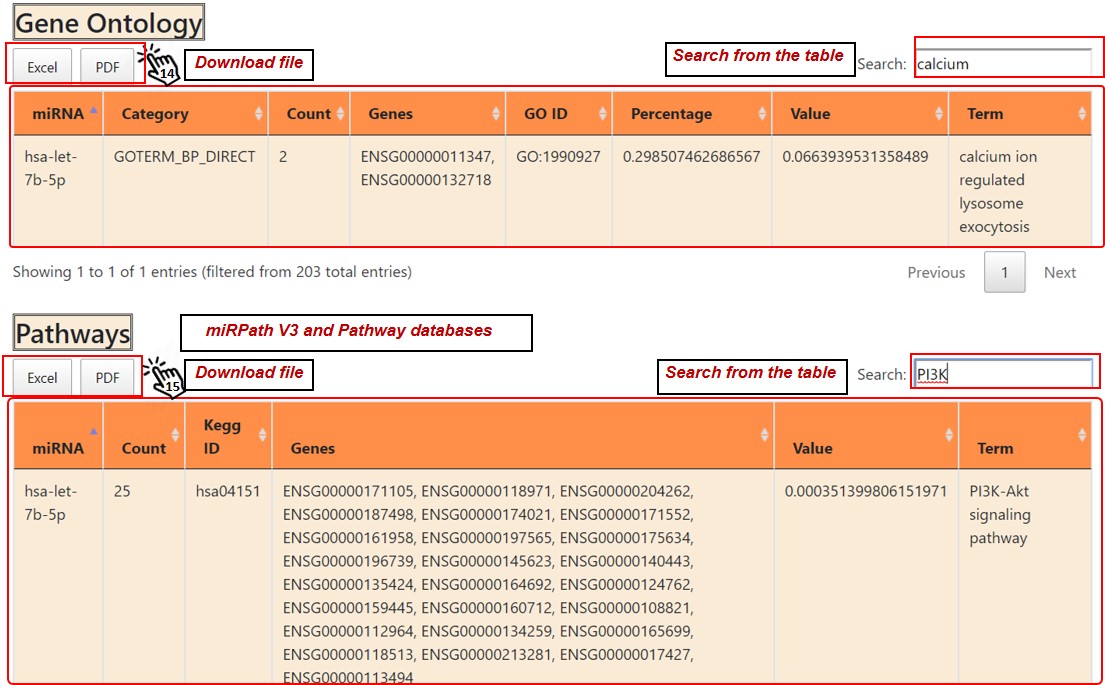 Gene Ontology
Excel PDF 14 Download file Search from the table Search: calcium
miRNA Category Count Genes GO ID Percentage Value Term
hsa-let- GOTERM_BP_DIRECT 2 ENSG00000011347, GO:1990927 0.298507462686567 0.0663939531358489 calcium ion
7b-5p ENSG00000132718 regulated
lysosome
exocytosis
Showing 1 to 1 of 1 entries (filtered from 203 total entries) Previous 1 Next
Pathways miRPath V3 and Pathway databases
Excel PDF 15 Download file Search from the table Search: PI3K
Kegg
miRNA Count ID Genes Value Term
hsa-let- 25 hsa04151 ENSG00000171105, ENSG00000118971, ENSG00000204262, 0.000351399806151971 PI3K-Akt
7b-5p ENSG00000187498, ENSG00000174021, ENSG00000171552, signaling
ENSG00000161958, ENSG00000197565, ENSG00000175634, pathway
ENSG00000196739, ENSG00000145623, ENSG00000140443,
ENSG00000135424, ENSG00000164692, ENSG00000124762,
ENSG00000159445, ENSG00000160712, ENSG00000108821,
ENSG00000112964, ENSG00000134259, ENSG00000165699,
ENSG00000118513, ENSG00000213281, ENSG00000017427,
ENSG00000113494